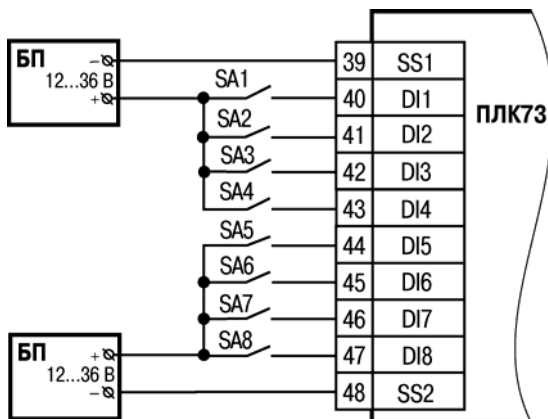 БП
12...36 В
–
+
SA1
SA2
SA3
SA4
SA5
SA6
SA7
SA8
БП
12...36 В
+
–
39 SS1
40 DI1
41 DI2
42 DI3
43 DI4
44 DI5
45 DI6
46 DI7
47 DI8
48 SS2
ПЛК73